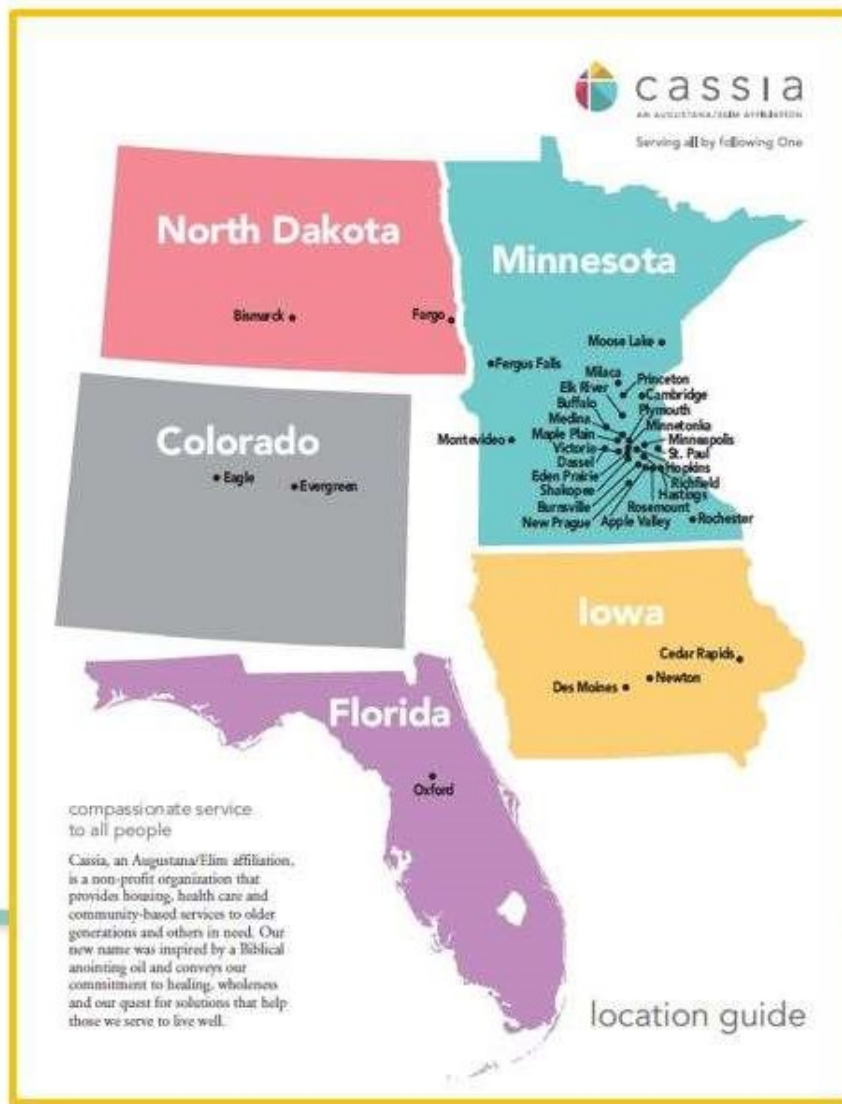 cassia
AN AUGUSTANA/ELIM AFFILIATION
Serving all by following One
North Dakota
Bismarck
Fargo
Minnesota
Moose Lake
Fergus Falls
Milaca
Princeton
Elk River
Cambridge
Buffalo
Plymouth
Medina
Minnetonka
Montevideo
Maple Plain
Minneapolis
Victoria
St. Paul
Dassel
Hopkins
Eden Prairie
Richfield
Shakopee
Hastings
Burnsville
Rosemount
New Prague
Apple Valley
Rochester
Colorado
Eagle
Evergreen
Iowa
Cedar Rapids
Newton
Des Moines
Florida
Oxford
compassionate service
to all people
Cassia, an Augustana/Elim affiliation,
is a non-profit organization that
provides housing, health care and
community-based services to older
generations and others in need. Our
new name was inspired by a Biblical
anointing oil and conveys our
commitment to healing, wholeness
and our quest for solutions that help
those we serve to live well.
location guide